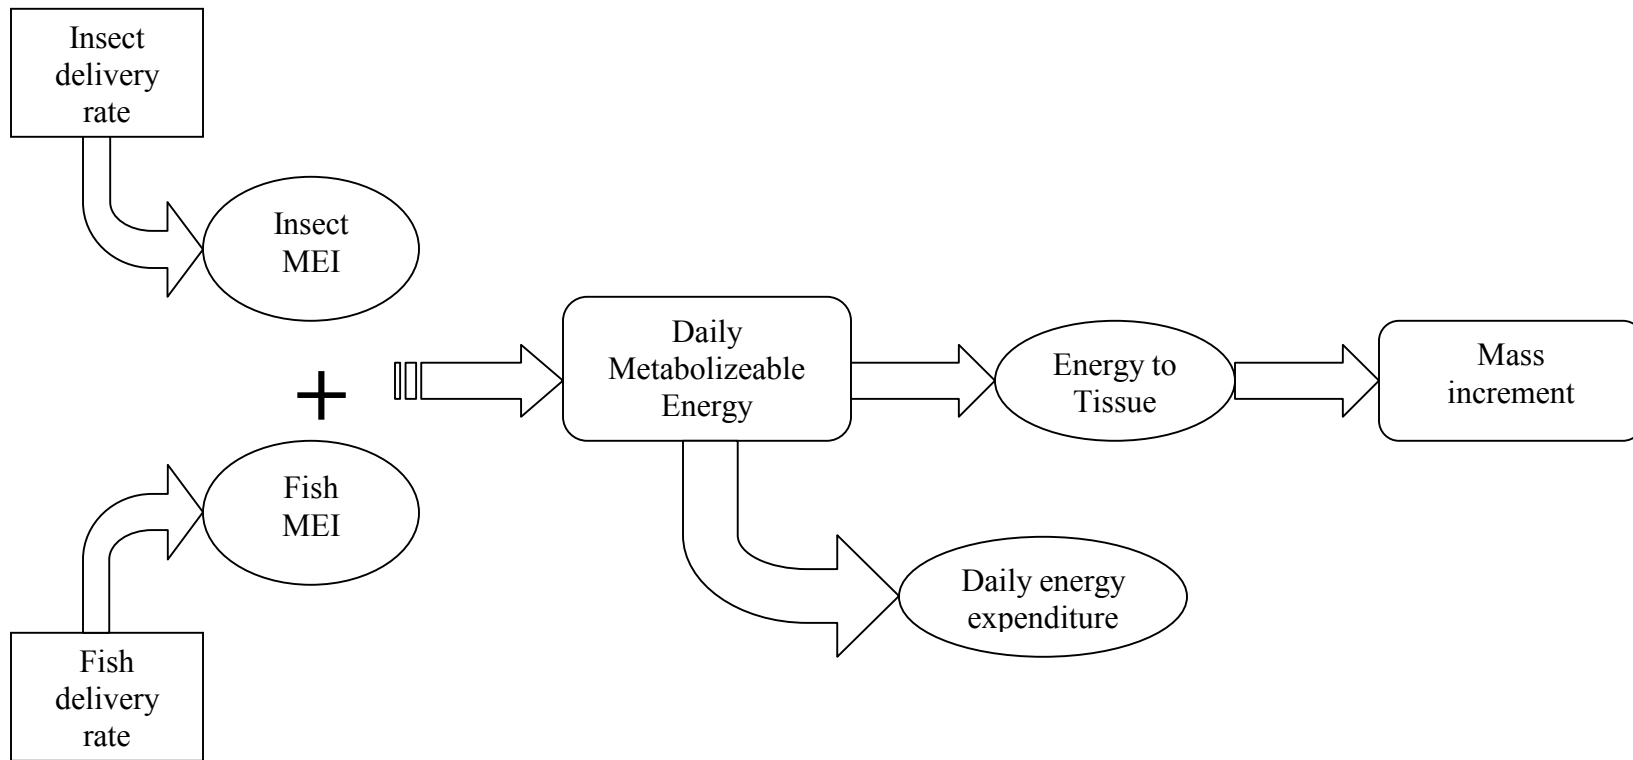 Insect
delivery
rate
Insect
MEI
+
Fish
MEI
Fish
delivery
rate
Daily
Metabolizeable
Energy
Energy to
Tissue
Mass
increment
Daily energy
expenditure